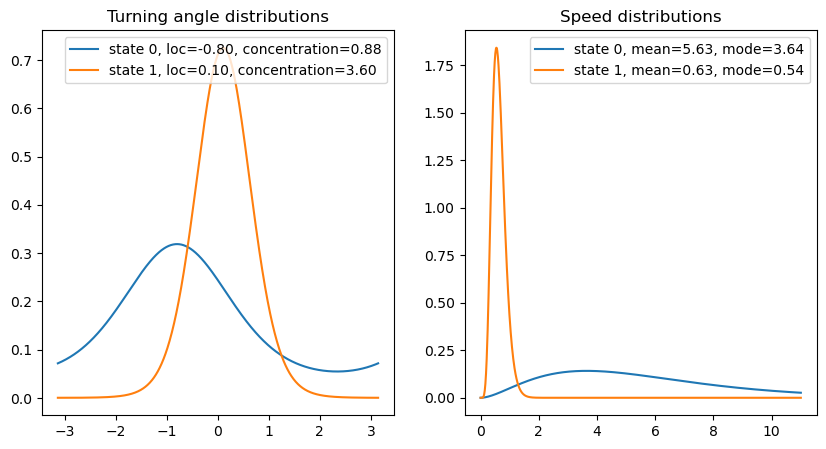 Turning angle distributions
state 0, loc=-0.80, concentration=0.88
state 1, loc=0.10, concentration=3.60
0.7
0.6
0.5
0.4
0.3
0.2
0.1
0.0
−3 −2 −1 0 1 2 3
Speed distributions
state 0, mean=5.63, mode=3.64
state 1, mean=0.63, mode=0.54
1.75
1.50
1.25
1.00
0.75
0.50
0.25
0.00
0 2 4 6 8 10